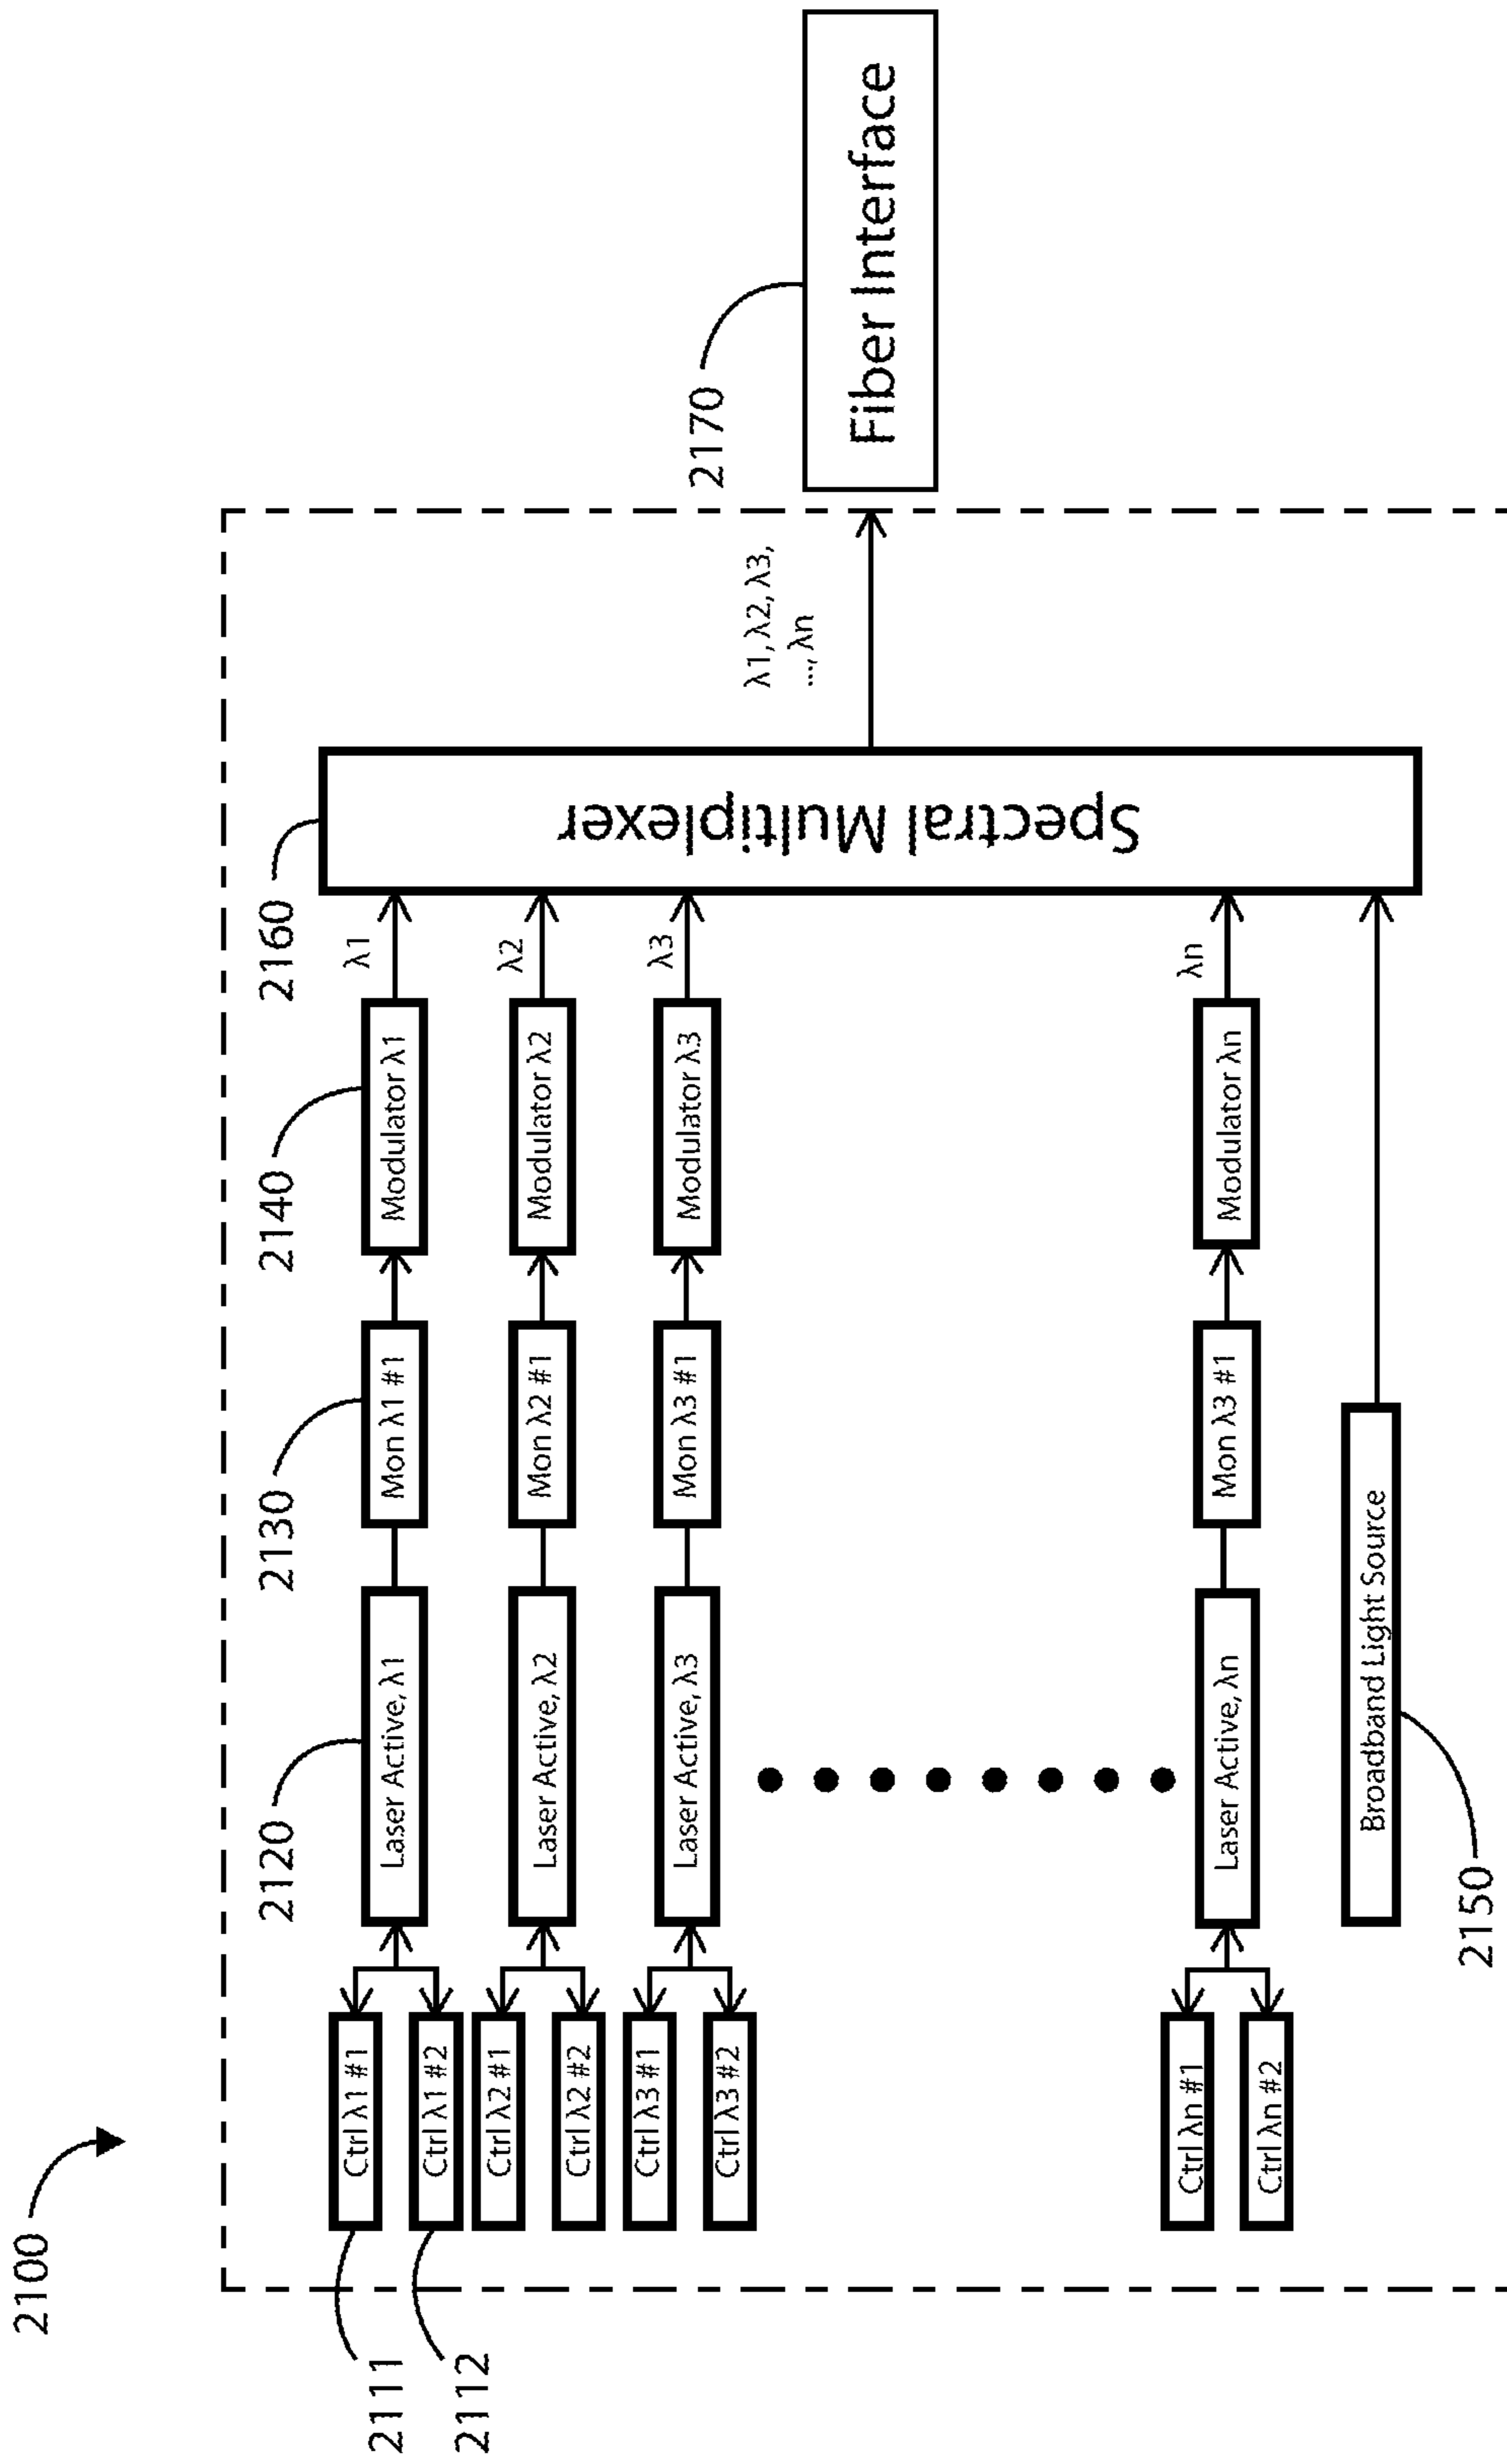 2100
2111
2112
Ctrl λ1 #1
Ctrl λ1 #2
Ctrl λ2 #1
Ctrl λ2 #2
Ctrl λ3 #1
Ctrl λ3 #2
Ctrl λn #1
Ctrl λn #2
2120
Laser Active, λ1
Laser Active, λ2
Laser Active, λ3
Laser Active, λn
Broadband Light Source
2150
2130
Mon λ1 #1
Mon λ2 #1
Mon λ3 #1
Mon λ3 #1
2140
Modulator λ1
Modulator λ2
Modulator λ3
Modulator λn
λ1
λ2
λ3
λn
2160
Spectral Multiplexer
λ1, λ2, λ3,
..., λn
2170
Fiber Interface